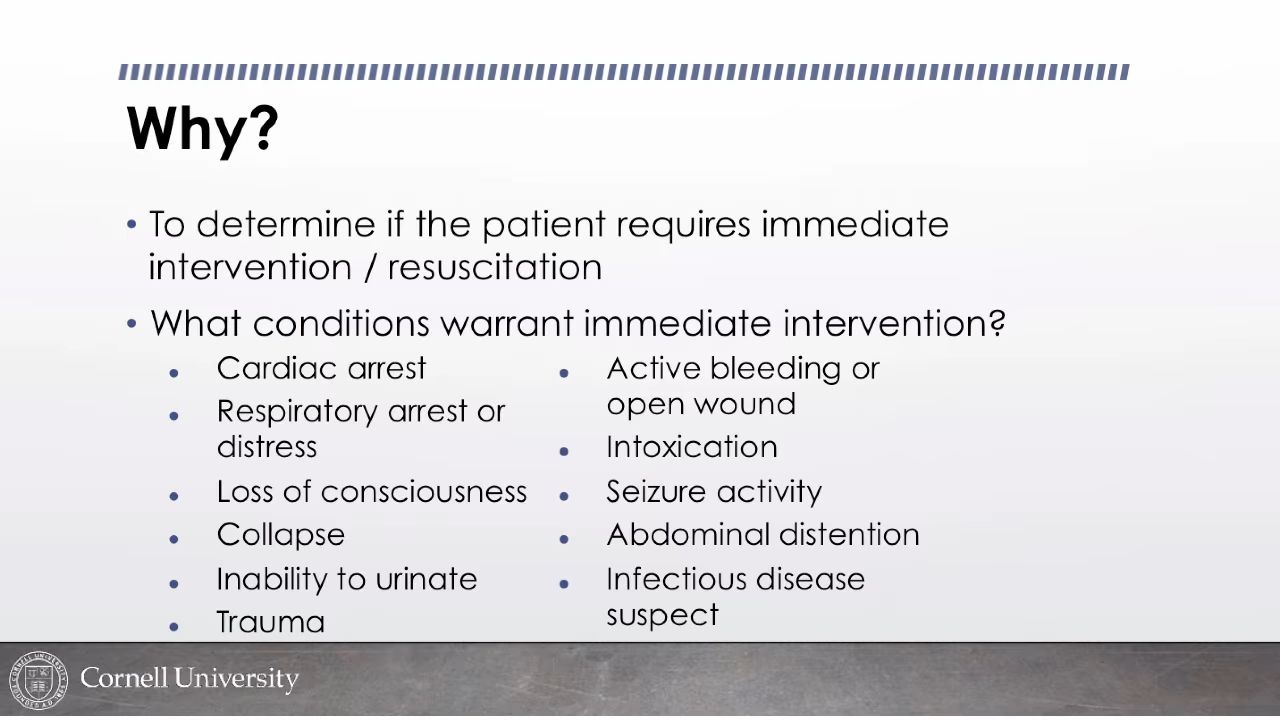 Why?
• To determine if the patient requires immediate
intervention / resuscitation
• What conditions warrant immediate intervention?
• Cardiac arrest
• Respiratory arrest or
distress
• Loss of consciousness
• Collapse
• Inability to urinate
• Trauma
• Active bleeding or
open wound
• Intoxication
• Seizure activity
• Abdominal distention
• Infectious disease
suspect
Cornell University